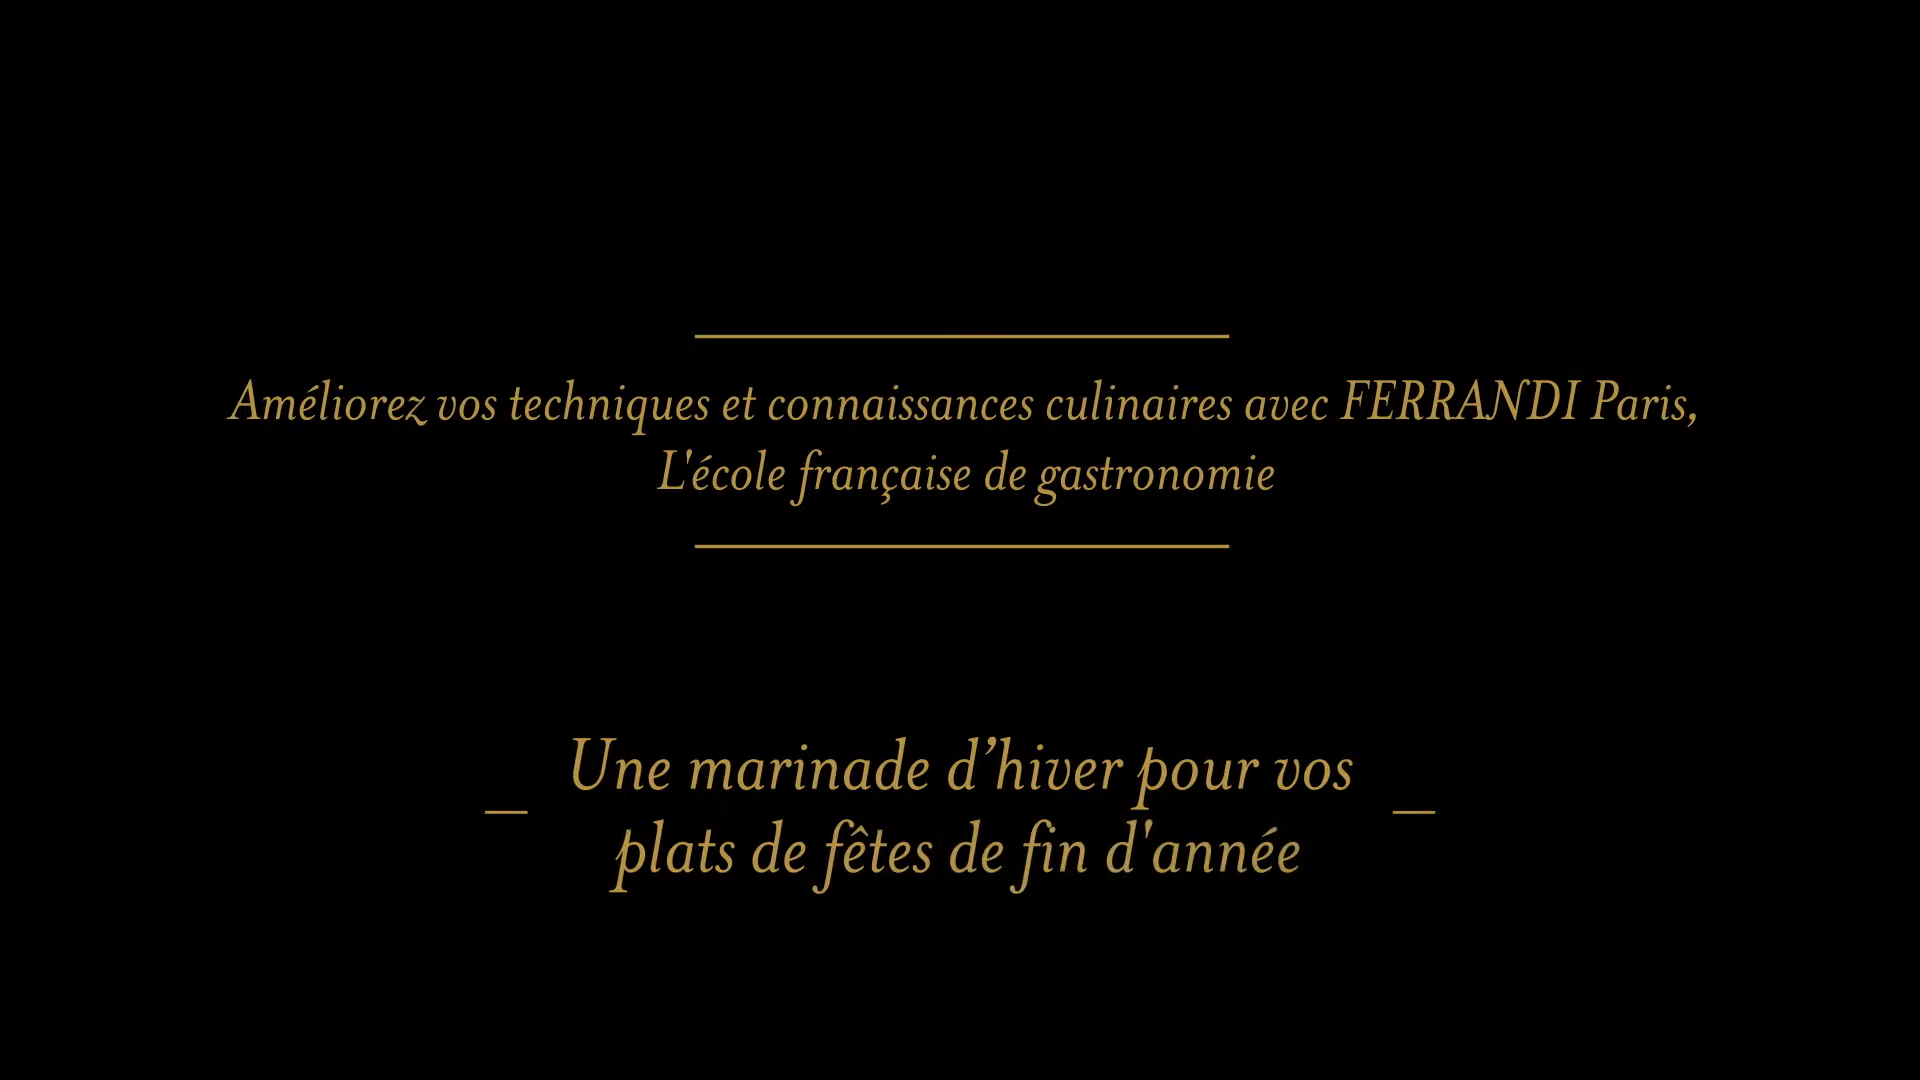 Améliorez vos techniques et connaissances culinaires avec FERRANDI Paris,
L'école française de gastronomie
Une marinade d’hiver pour vos
plats de fêtes de fin d'année